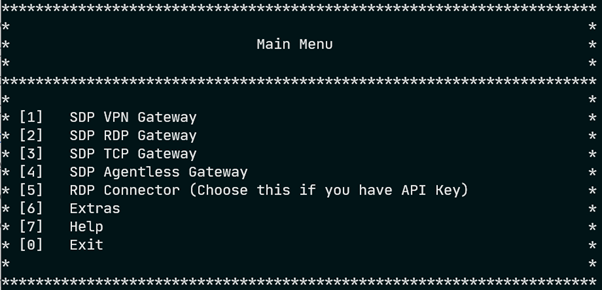 ***********************************************************************
*                                                                     *
*                             Main Menu                               *
*                                                                     *
***********************************************************************
*                                                                     *
* [1]   SDP VPN Gateway                                               *
* [2]   SDP RDP Gateway                                               *
* [3]   SDP TCP Gateway                                               *
* [4]   SDP Agentless Gateway                                         *
* [5]   RDP Connector (Choose this if you have API Key)               *
* [6]   Extras                                                        *
* [7]   Help                                                          *
* [0]   Exit                                                          *
*                                                                     *
***********************************************************************